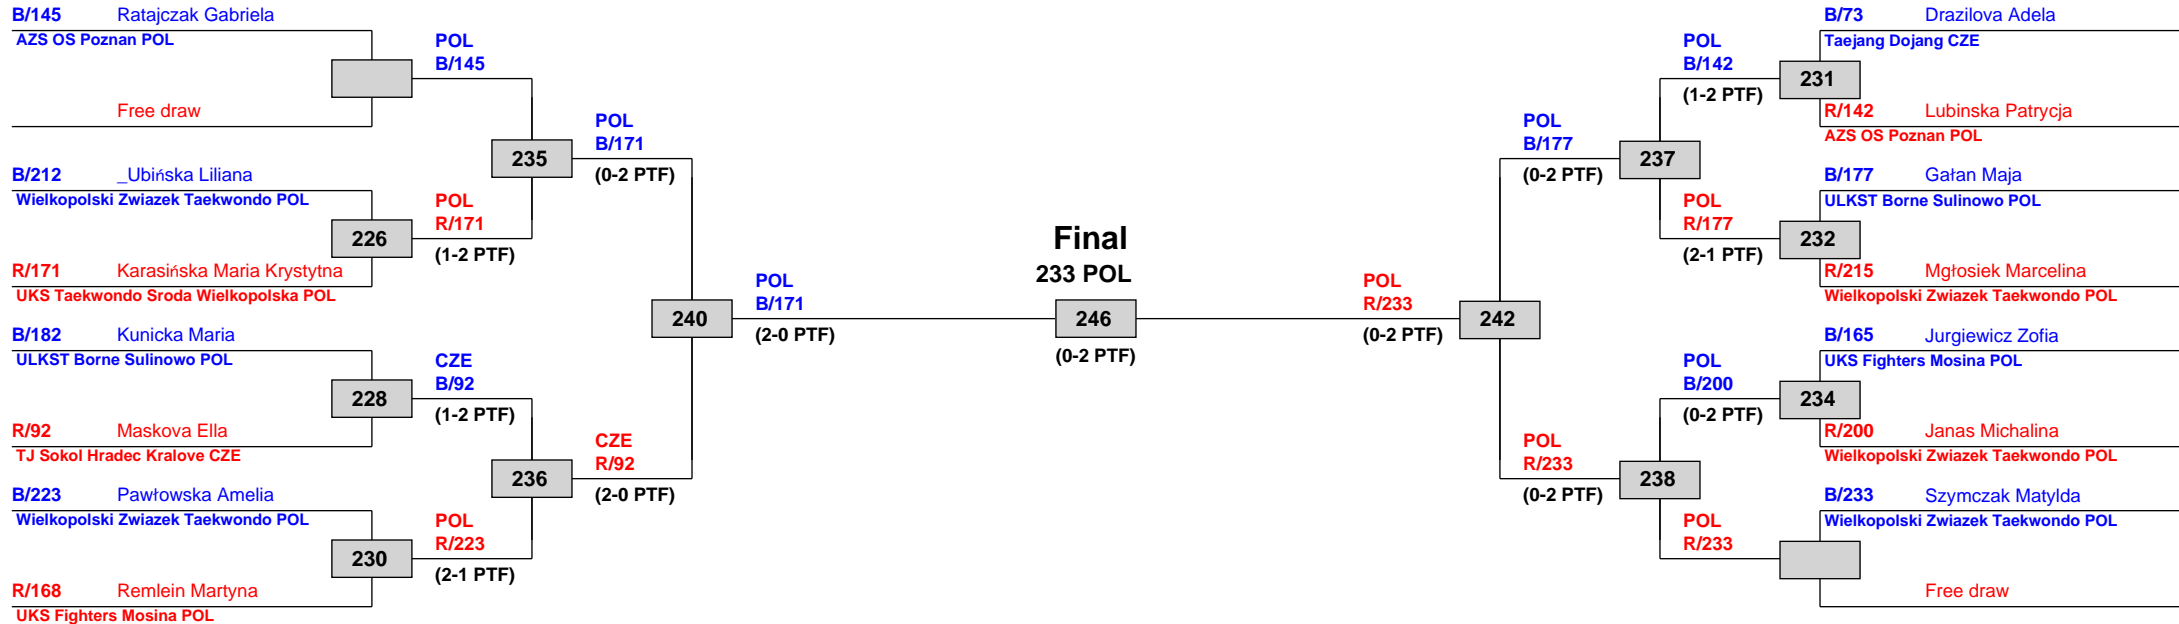 B/145 Ratajczak Gabriela
AZS OS Poznan POL
Free draw
B/212 _Ubińska Liliana
Wielkopolski Zwiazek Taekwondo POL
226
R/171 Karasińska Maria Krystytna
UKS Taekwondo Sroda Wielkopolska POL
B/182 Kunicka Maria
ULKST Borne Sulinowo POL
228
R/92 Maskova Ella
TJ Sokol Hradec Kralove CZE
B/223 Pawłowska Amelia
Wielkopolski Zwiazek Taekwondo POL
230
R/168 Remlein Martyna
UKS Fighters Mosina POL
POL
B/145
235
POL
R/171
(1-2 PTF)
CZE
B/92
(1-2 PTF)
236
POL
R/223
(2-1 PTF)
POL
B/171
(0-2 PTF)
240
CZE
R/92
(2-0 PTF)
POL
B/171
(2-0 PTF)
Final
233 POL
246
(0-2 PTF)
POL
R/233
(0-2 PTF)
242
POL
B/177
(0-2 PTF)
POL
R/233
(0-2 PTF)
237
238
POL
B/142
(1-2 PTF)
POL
R/177
(2-1 PTF)
POL
B/200
(0-2 PTF)
POL
R/233
B/73 Drazilova Adela
Taejang Dojang CZE
231
R/142 Lubinska Patrycja
AZS OS Poznan POL
B/177 Gałan Maja
ULKST Borne Sulinowo POL
232
R/215 Mgłosiek Marcelina
Wielkopolski Zwiazek Taekwondo POL
B/165 Jurgiewicz Zofia
UKS Fighters Mosina POL
234
R/200 Janas Michalina
Wielkopolski Zwiazek Taekwondo POL
B/233 Szymczak Matylda
Wielkopolski Zwiazek Taekwondo POL
Free draw